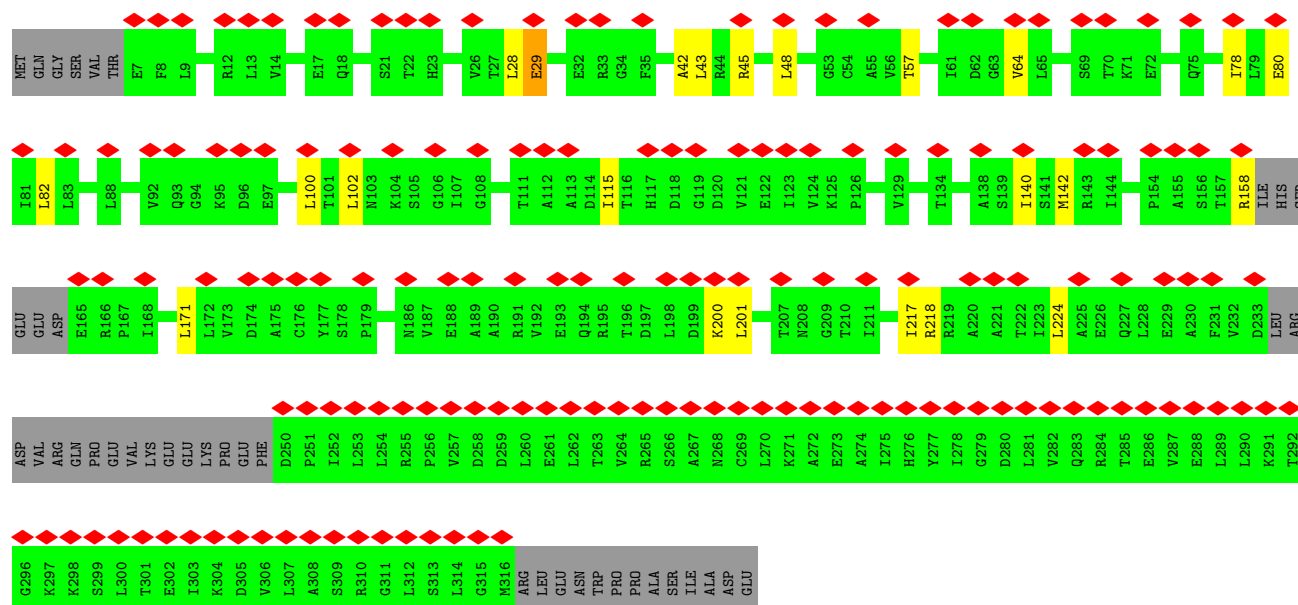 MET GLN GLY SER VAL THR E7 F8 L9 R12 L13 V14 E17 Q18 S21 T22 H23 V26 T27 L28 E29 E32 R33 G34 F35 A42 L43 R44 R45 L48 G53 C54 A55 V56 T57 I61 D62 G63 V64 L65 S69 T70 K71 E72 Q75 I78 L79 E80
I81 L82 L83 L88 V92 Q93 G94 K95 D96 E97 L100 T101 L102 N103 K104 S105 G106 I107 G108 T111 A112 A113 D114 I115 T116 H117 D118 G119 D120 V121 E122 I123 V124 K125 P126 V129 T134 A138 S139 I140 S141 M142 R143 I144 P154 A155 S156 T157 R158 ILE HIS SER
GLU GLU ASP E165 R166 P167 I168 L171 L172 V173 D174 A175 C176 Y177 S178 P179 N186 V187 E188 A189 A190 R191 V192 E193 Q194 R195 T196 D197 L198 D199 K200 L201 T207 N208 G209 T210 I211 I217 R218 R219 A220 A221 T222 I223 L224 A225 E226 Q227 L228 E229 A230 F231 V232 D233 LEU ARG
ASP VAL ARG GLN PRO GLU VAL LYS GLU GLU LYS PRO GLU PHE D250 P251 I252 L253 L254 R255 P256 V257 D258 D259 L260 E261 L262 T263 V264 R265 S266 A267 N268 C269 L270 K271 A272 E273 A274 I275 H276 Y277 I278 G279 D280 L281 V282 Q283 R284 T285 E286 V287 E288 L289 L290 K291 T292
G296 K297 K298 S299 L300 T301 E302 I303 K304 D305 V306 L307 A308 S309 R310 G311 L312 S313 L314 G315 M316 ARG LEU GLU ASN TRP PRO PRO ALA SER ILE ALA ASP GLU